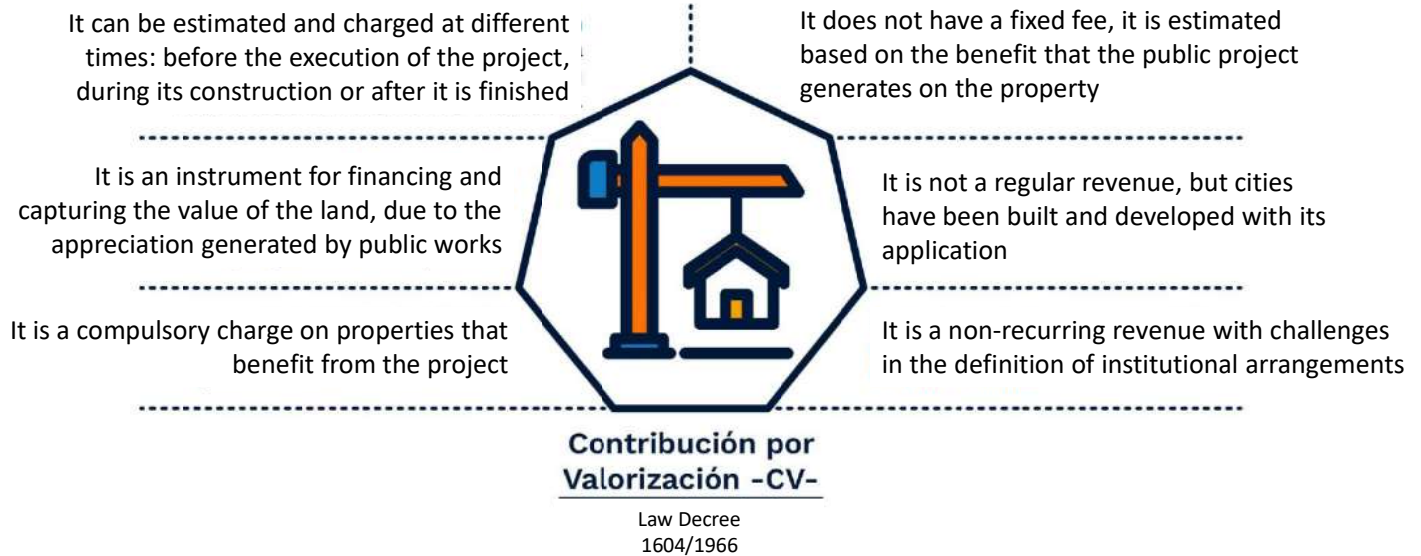 It can be estimated and charged at different
times: before the execution of the project,
during its construction or after it is finished
It does not have a fixed fee, it is estimated
based on the benefit that the public project
generates on the property
It is an instrument for financing and
capturing the value of the land, due to the
appreciation generated by public works
It is not a regular revenue, but cities
have been built and developed with its
application
It is a compulsory charge on properties that
benefit from the project
It is a non-recurring revenue with challenges
in the definition of institutional arrangements
Contribución por
Valorización -CV-
Law Decree
1604/1966